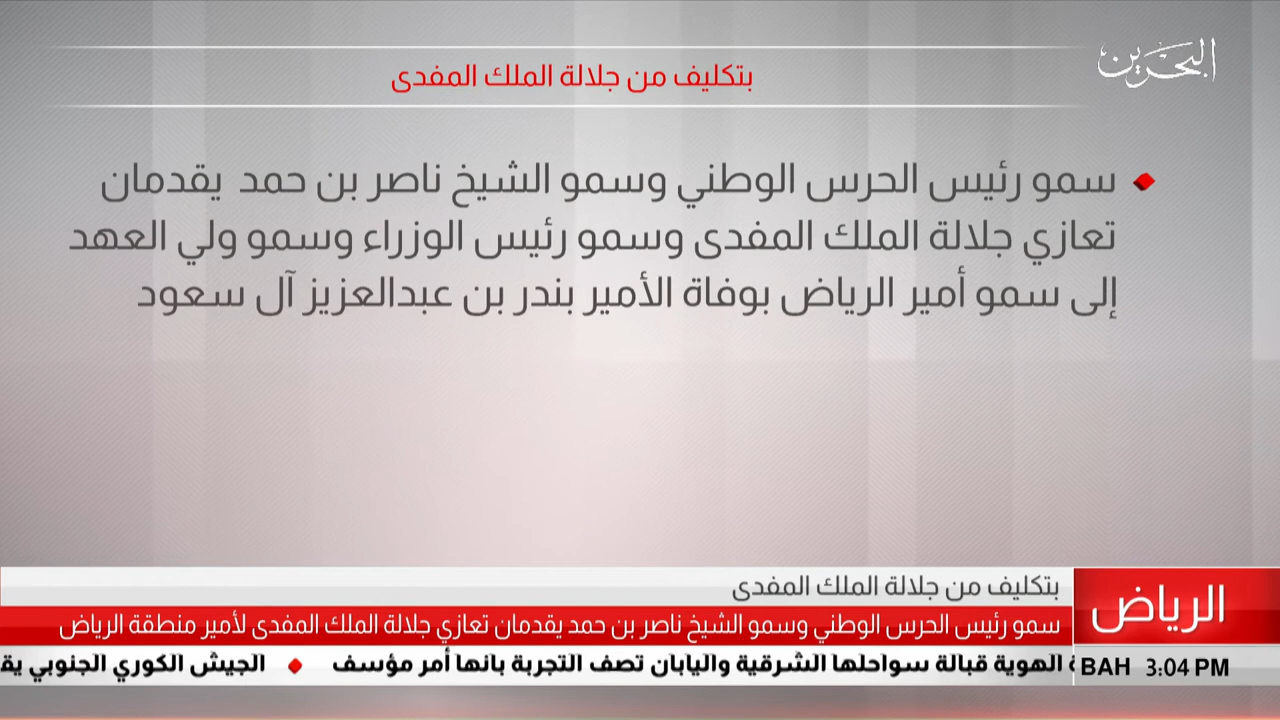 البحرين
بتكليف من جلالة الملك المفدى
سمو رئيس الحرس الوطني وسمو الشيخ ناصر بن حمد يقدمان
تعازي جلالة الملك المفدى وسمو رئيس الوزراء وسمو ولي العهد
إلى سمو أمير الرياض بوفاة الأمير بندر بن عبدالعزيز آل سعود
الرياض
بتكليف من جلالة الملك المفدى
سمو رئيس الحرس الوطني وسمو الشيخ ناصر بن حمد يقدمان تعازي جلالة الملك المفدى لأمير منطقة الرياض
BAH 3:04 PM
الهوية قبالة سواحلها الشرقية واليابان تصف التجربة بانها أمر مؤسف ♦ الجيش الكوري الجنوبي